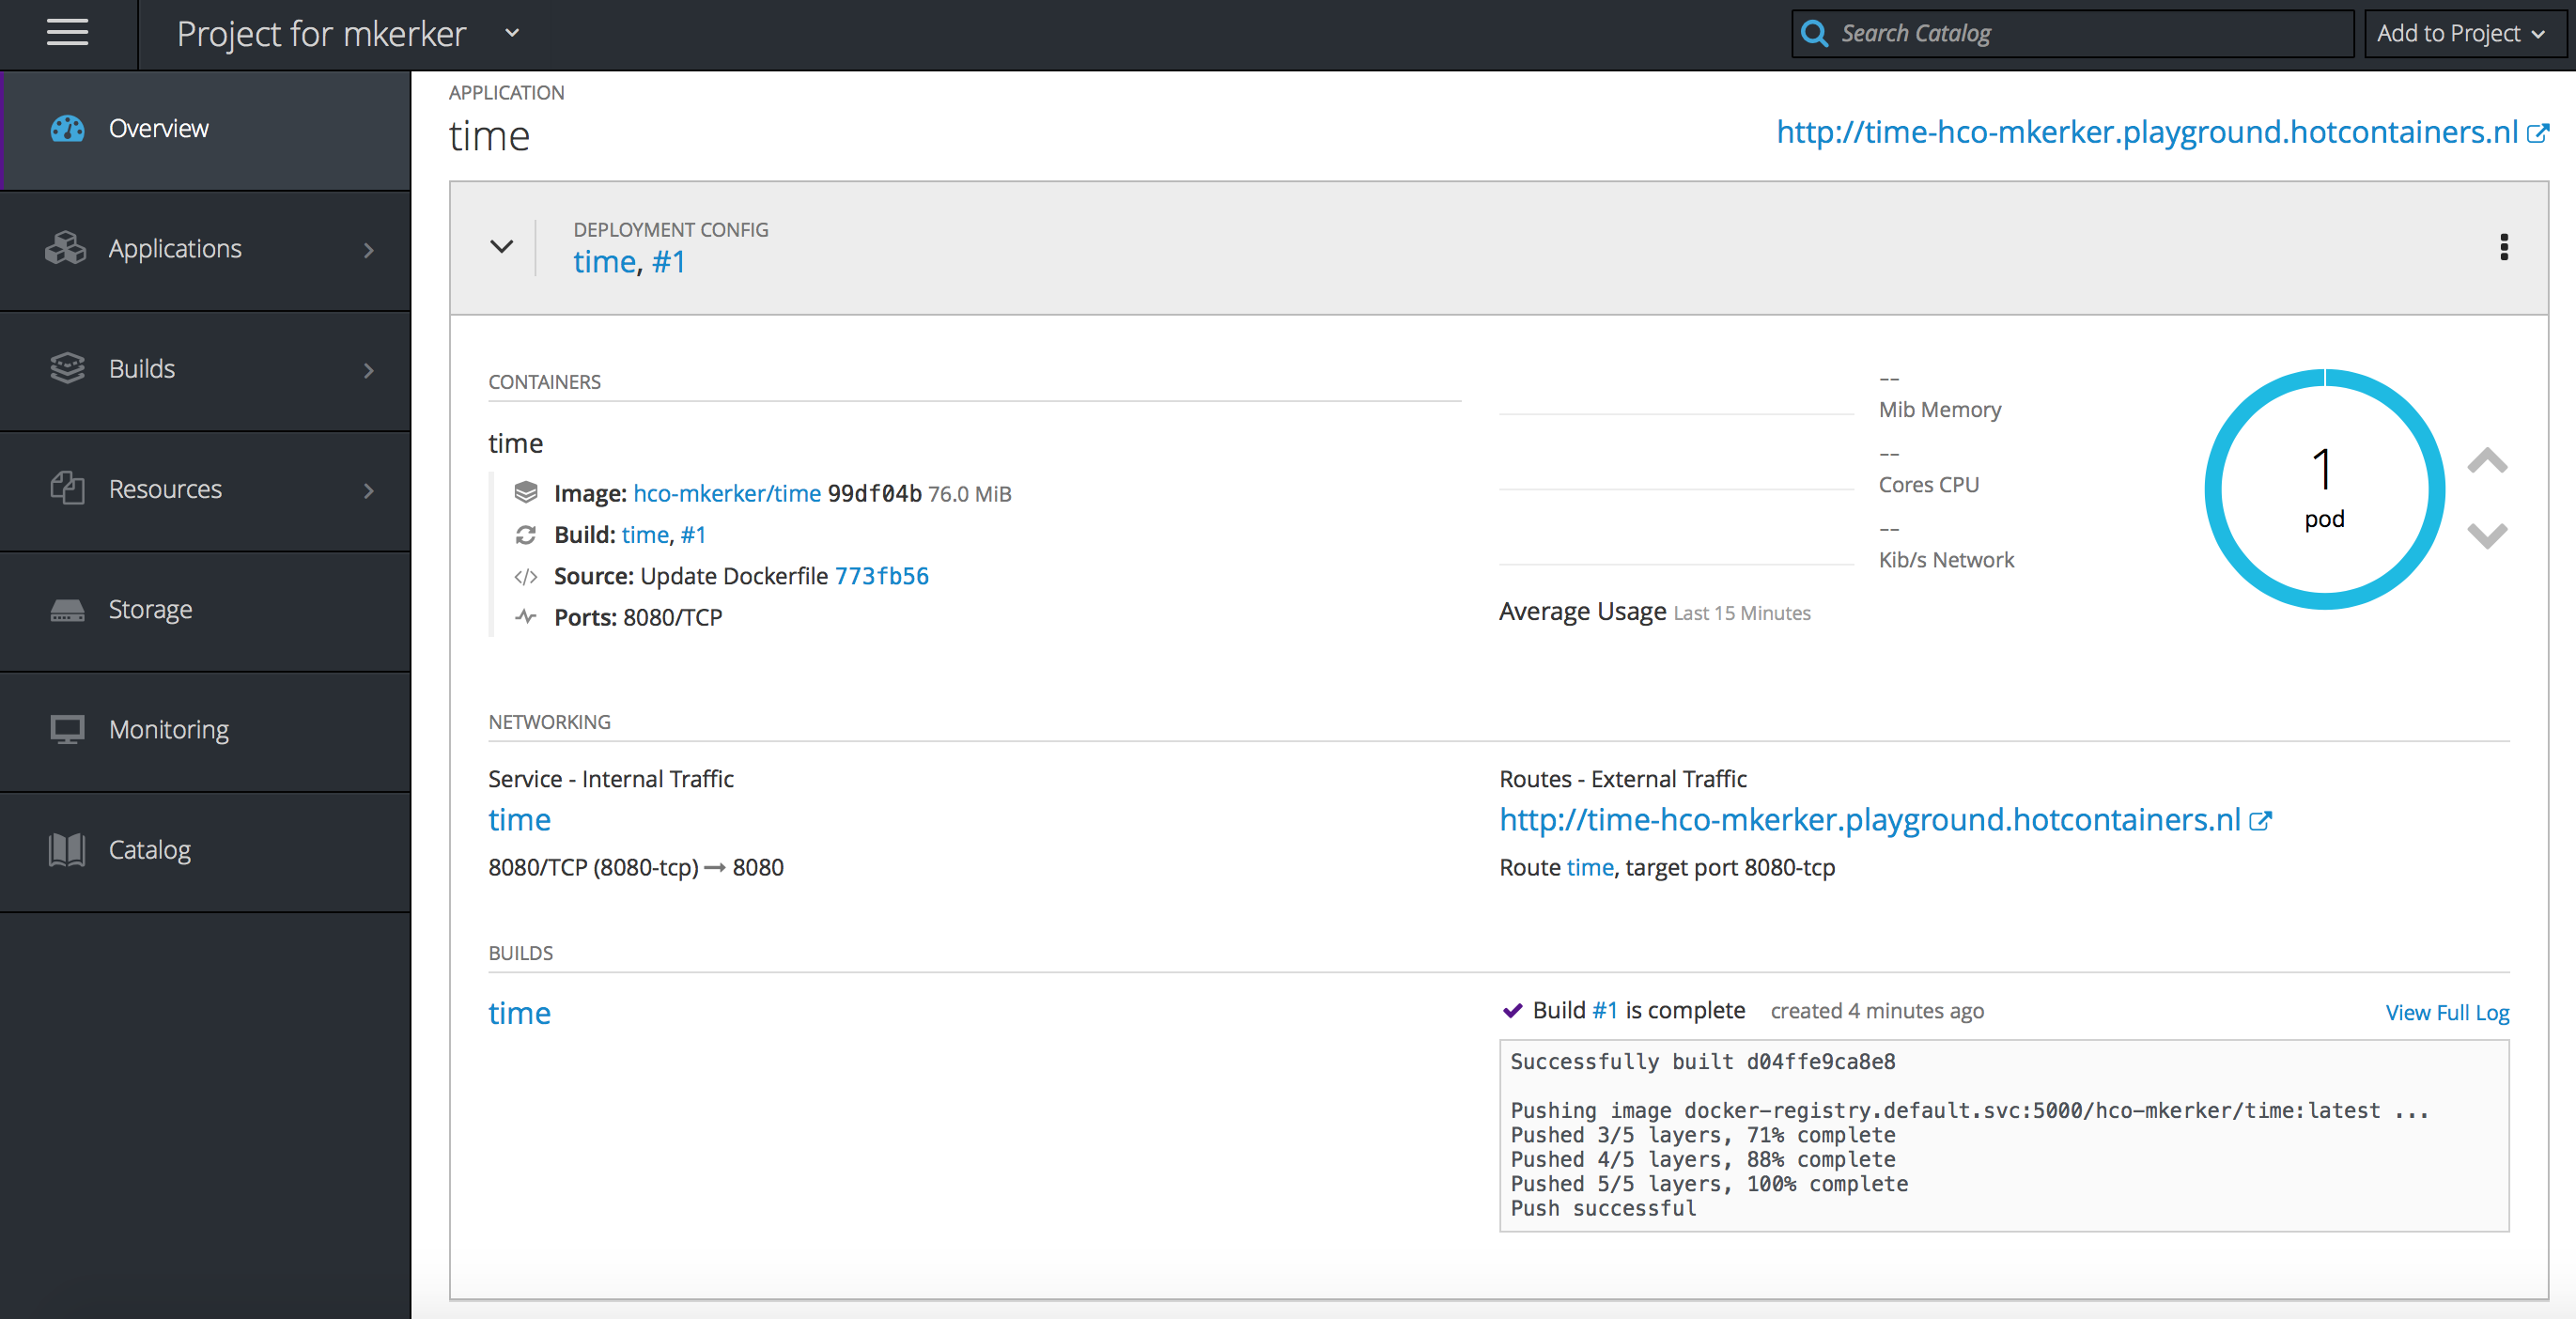 Project for mkerker
Search Catalog
Add to Project
Overview
Applications
Builds
Resources
Storage
Monitoring
Catalog
APPLICATION
time
http://time-hco-mkerker.playground.hotcontainers.nl
DEPLOYMENT CONFIG
time, #1
CONTAINERS
time
Image: hco-mkerker/time 99df04b 76.0 MiB
Build: time, #1
Source: Update Dockerfile 773fb56
Ports: 8080/TCP
--
Mib Memory
--
Cores CPU
--
Kib/s Network
Average Usage Last 15 Minutes
1
pod
NETWORKING
Service - Internal Traffic
time
8080/TCP (8080-tcp) → 8080
Routes - External Traffic
http://time-hco-mkerker.playground.hotcontainers.nl
Route time, target port 8080-tcp
BUILDS
time
Build #1 is complete created 4 minutes ago
View Full Log
Successfully built d04ffe9ca8e8
Pushing image docker-registry.default.svc:5000/hco-mkerker/time:latest ...
Pushed 3/5 layers, 71% complete
Pushed 4/5 layers, 88% complete
Pushed 5/5 layers, 100% complete
Push successful